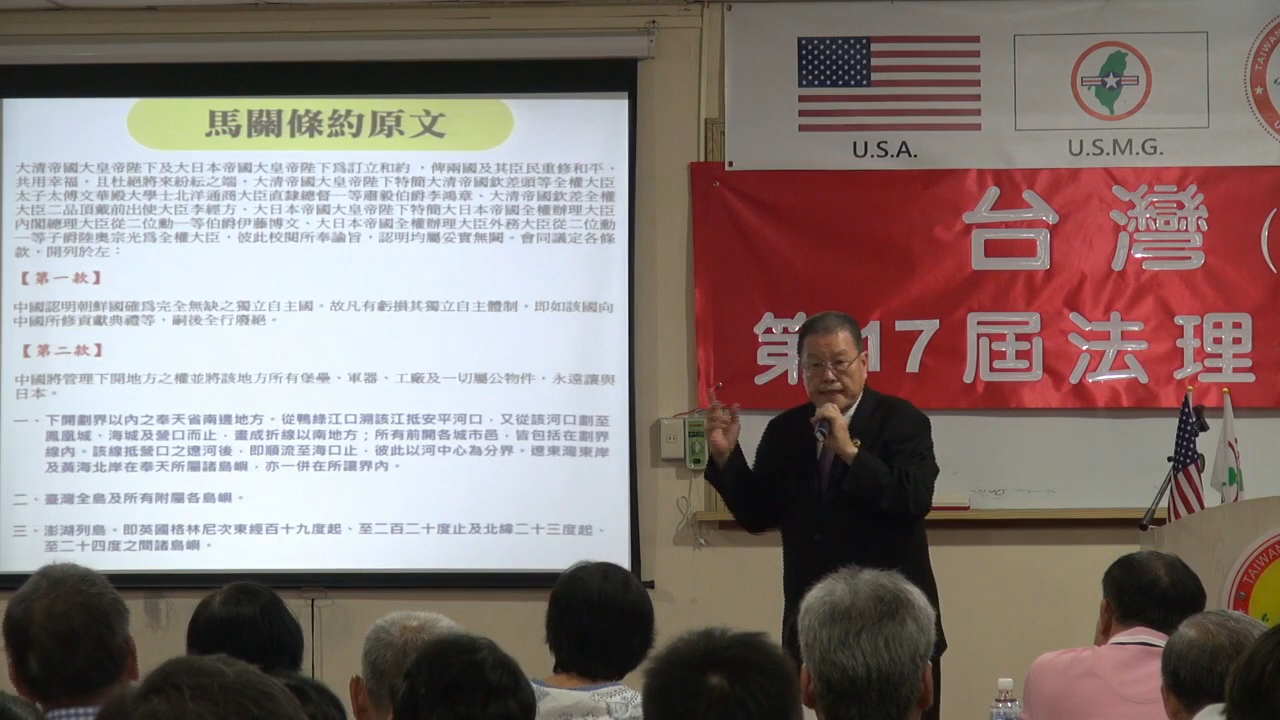 馬關條約原文
大清帝國大皇帝陛下及大日本帝國大皇帝陛下爲訂立和約，俾兩國及其臣民重修和平，
共用幸福，且杜絕將來紛紜之端，大清帝國大皇帝陛下特簡大清帝國欽差頭等全權大臣
太子太傅文華殿大學士北洋通商大臣直隸總督一等肅毅伯爵李鴻章、大清帝國欽差全權
大臣二品頂戴前出使大臣李經方、大日本帝國大皇帝陛下特簡大日本帝國全權辦理大臣
內閣總理大臣從二位勳一等伯爵伊藤博文、大日本帝國全權辦理大臣外務大臣從二位勳
一等子爵陸奧宗光爲全權大臣，彼此校閱所奉諭旨，認明均屬妥實無闕。會同議定各條
款，開列於左：
【第一款】
中國認明朝鮮國確爲完全無缺之獨立自主國。故凡有虧損其獨立自主體制，即如該國向
中國所修貢獻典禮等，嗣後全行廢絕。
【第二款】
中國將管理下開地方之權並將該地方所有堡壘、軍器、工廠及一切屬公物件，永遠讓與
日本。
一、下開劃界以內之奉天省南邊地方。從鴨綠江口溯該江抵安平河口，又從該河口劃至
鳳凰城、海城及營口而止，畫成折線以南地方；所有前開各城市邑，皆包括在劃界
線內。該線抵營口之遼河後，即順流至海口止，彼此以河中心為分界。遼東灣東岸
及黃海北岸在奉天所屬諸島嶼，亦一併在所讓界內。
二、臺灣全島及所有附屬各島嶼。
三、澎湖列島。即英國格林尼次東經百十九度起、至二百二十度止及北緯二十三度起、
至二十四度之間諸島嶼。
U.S.A.
U.S.M.G.
TAIWAN
台灣(
第17屆法理
TAIWAN